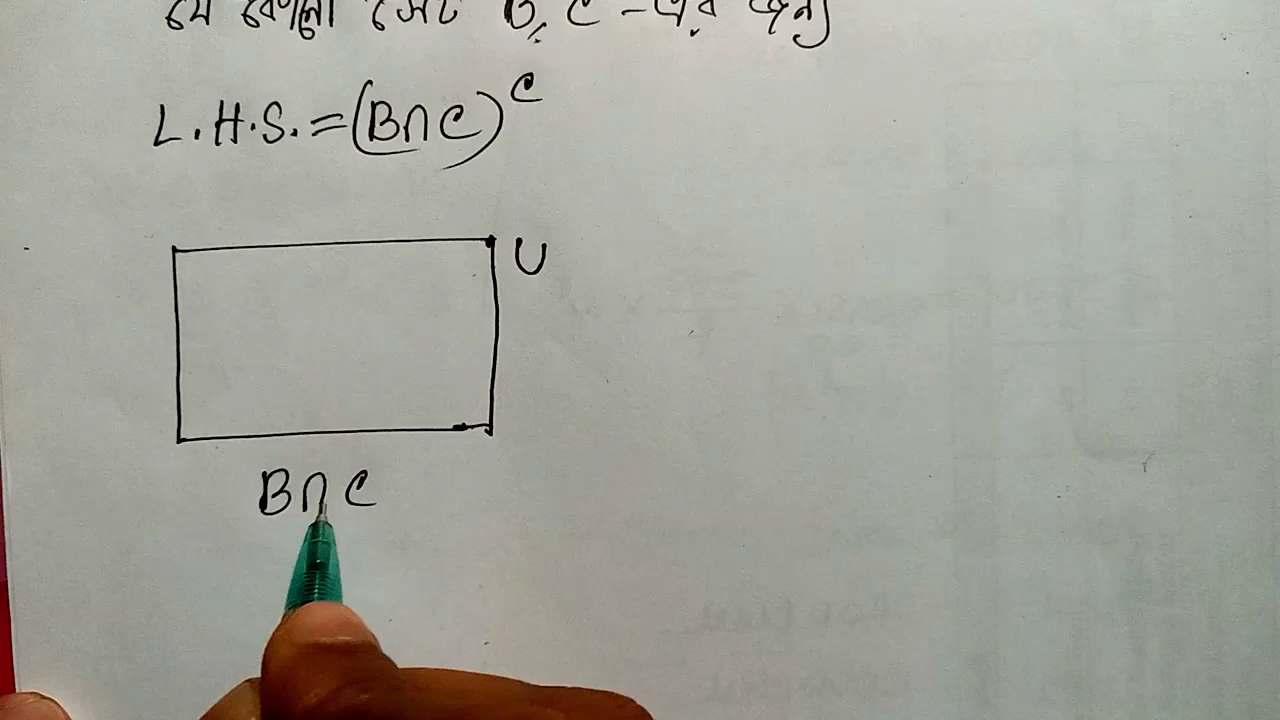 যে কোনো সেট B, C -এর জন্য
L.H.S. = (B∩C)^c
U
B∩C